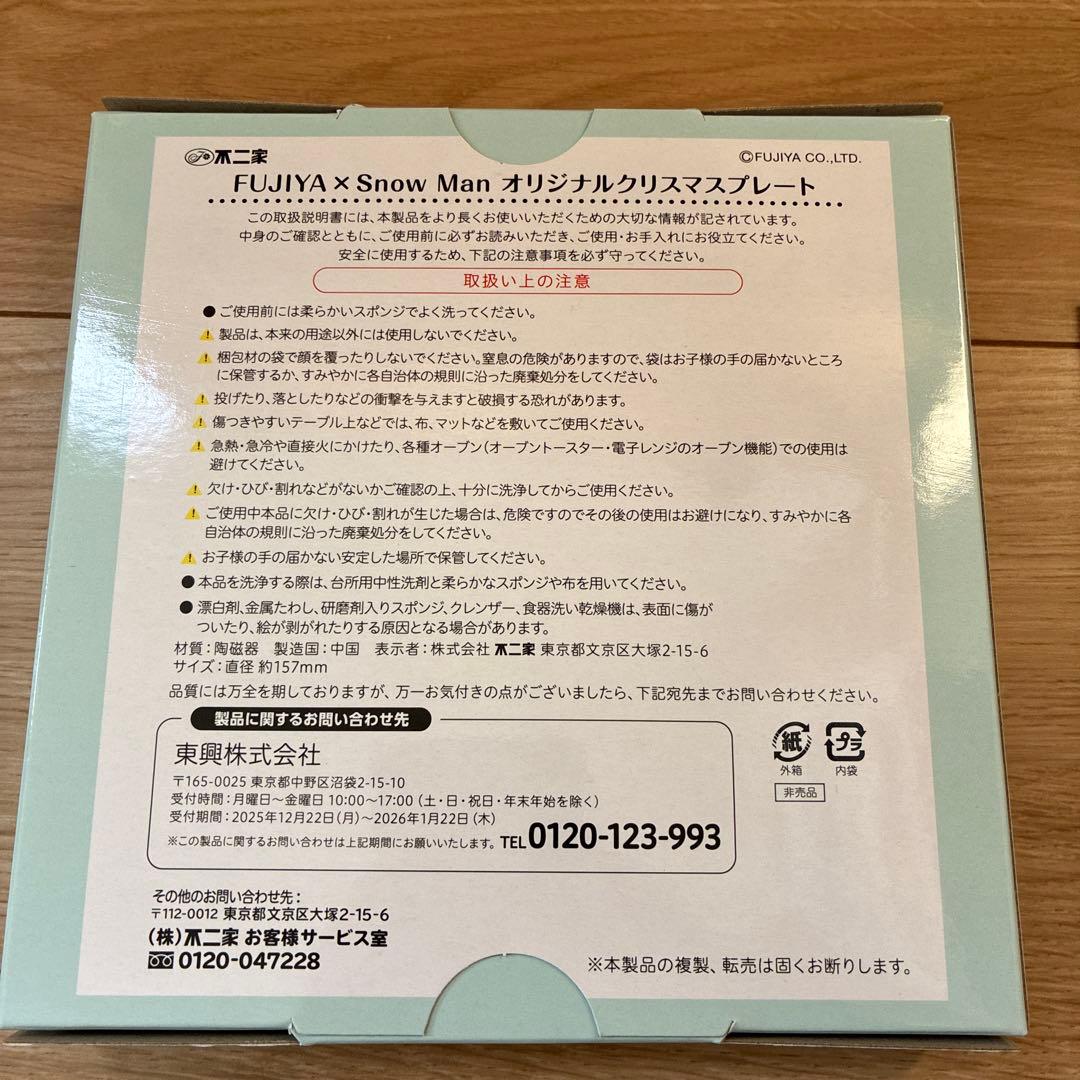 不二家
©FUJIYA CO.,LTD.
FUJIYA×Snow Man オリジナルクリスマスプレート
この取扱説明書には、本製品をより長くお使いいただくための大切な情報が記されています。
中身のご確認とともに、ご使用前に必ずお読みいただき、ご使用・お手入れにお役立てください。
安全に使用するため、下記の注意事項を必ず守ってください。
取扱い上の注意
●ご使用前には柔らかいスポンジでよく洗ってください。
⚠製品は、本来の用途以外には使用しないでください。
⚠梱包材の袋で顔を覆ったりしないでください。窒息の危険がありますので、袋はお子様の手の届かないところ
に保管するか、すみやかに各自治体の規則に沿った廃棄処分をしてください。
⚠投げたり、落としたりなどの衝撃を与えますと破損する恐れがあります。
⚠傷つきやすいテーブル上などでは、布、マットなどを敷いてご使用ください。
⚠急熱・急冷や直接火にかけたり、各種オーブン(オーブントースター・電子レンジのオーブン機能)での使用は
避けてください。
⚠欠け・ひび・割れなどがないかご確認の上、十分に洗浄してからご使用ください。
⚠ご使用中本品に欠け・ひび・割れが生じた場合は、危険ですのでその後の使用はお避けになり、すみやかに各
自治体の規則に沿った廃棄処分をしてください。
⚠お子様の手の届かない安定した場所で保管してください。
●本品を洗浄する際は、台所用中性洗剤と柔らかなスポンジや布を用いてください。
●漂白剤、金属たわし、研磨剤入りスポンジ、クレンザー、食器洗い乾燥機は、表面に傷が
ついたり、絵が剥がれたりする原因となる場合があります。
材質:陶磁器 製造国:中国 表示者:株式会社 不二家 東京都文京区大塚2-15-6
サイズ:直径 約157mm
品質には万全を期しておりますが、万一お気付きの点がございましたら、下記宛先までお問い合わせください。
製品に関するお問い合わせ先
東興株式会社
〒165-0025 東京都中野区沼袋2-15-10
受付時間:月曜日〜金曜日 10:00〜17:00(土・日・祝日・年末年始を除く)
受付期間:2025年12月22日(月)〜2026年1月22日(木)
※この製品に関するお問い合わせは上記期間にお願いいたします。TEL 0120-123-993
紙
プラ
外箱
内袋
非売品
その他のお問い合わせ先:
〒112-0012 東京都文京区大塚2-15-6
(株)不二家 お客様サービス室
0120-047228
※本製品の複製、転売は固くお断りします。